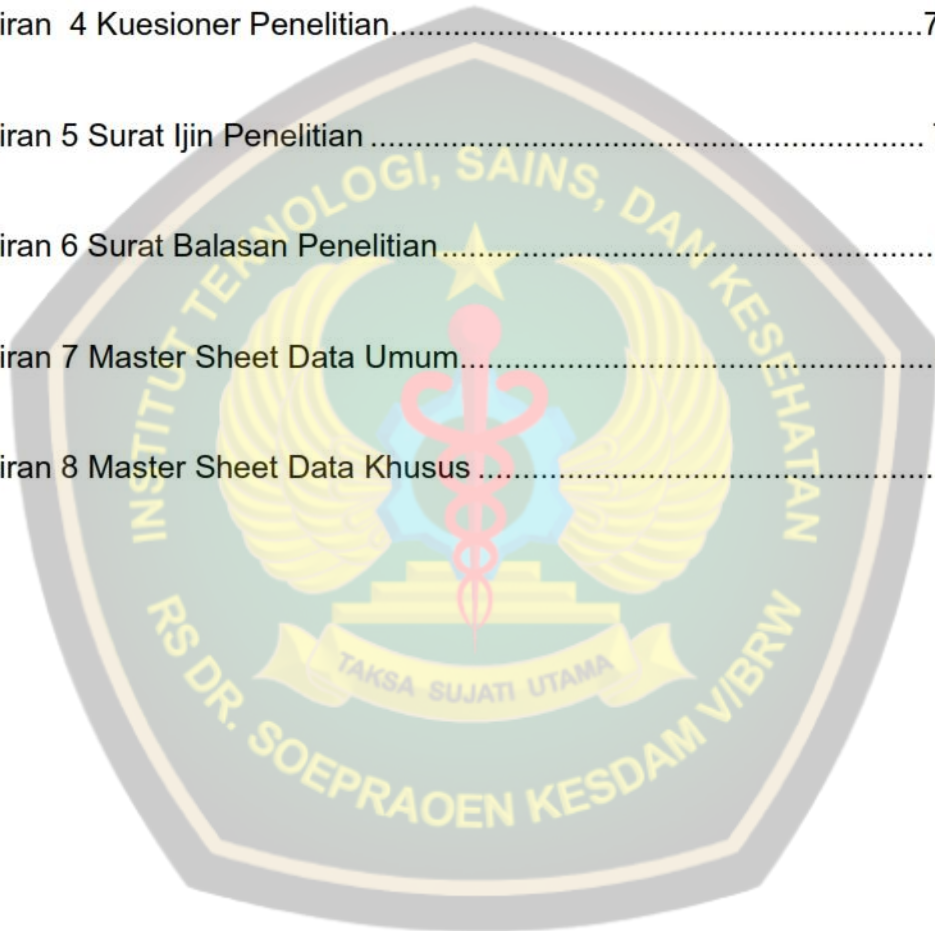 iran 4 Kuesioner Penelitian......................................................7
iran 5 Surat Ijin Penelitian ........................................................
iran 6 Surat Balasan Penelitian..................................................
iran 7 Master Sheet Data Umum................................................
iran 8 Master Sheet Data Khusus ..............................................
INSTITUT TEKNOLOGI, SAINS, DAN KESEHATAN
TAKSA SUJATI UTAMA
RS DR. SOEPRAOEN KESDAM V/BRW